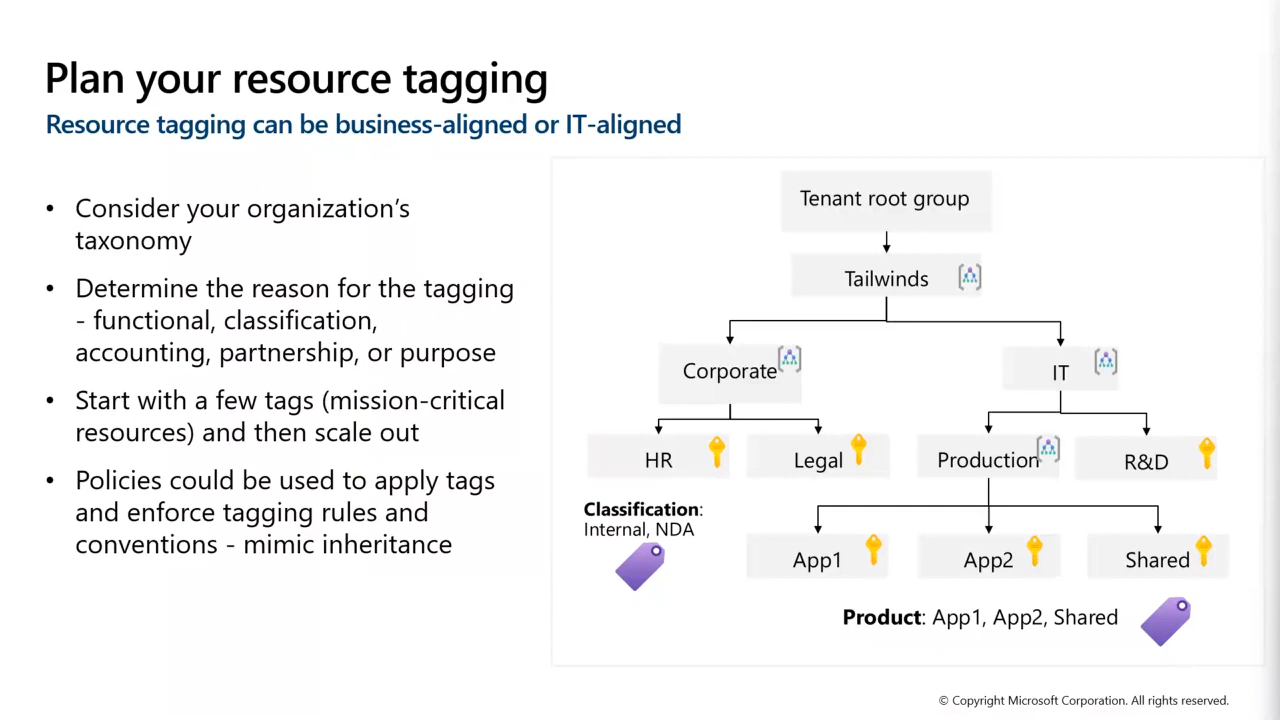 Plan your resource tagging
Resource tagging can be business-aligned or IT-aligned
• Consider your organization’s
taxonomy
• Determine the reason for the tagging
- functional, classification,
accounting, partnership, or purpose
• Start with a few tags (mission-critical
resources) and then scale out
• Policies could be used to apply tags
and enforce tagging rules and
conventions - mimic inheritance
Tenant root group
Tailwinds
Corporate
IT
HR
Legal
Production
R&D
Classification:
Internal, NDA
App1
App2
Shared
Product: App1, App2, Shared
© Copyright Microsoft Corporation. All rights reserved.